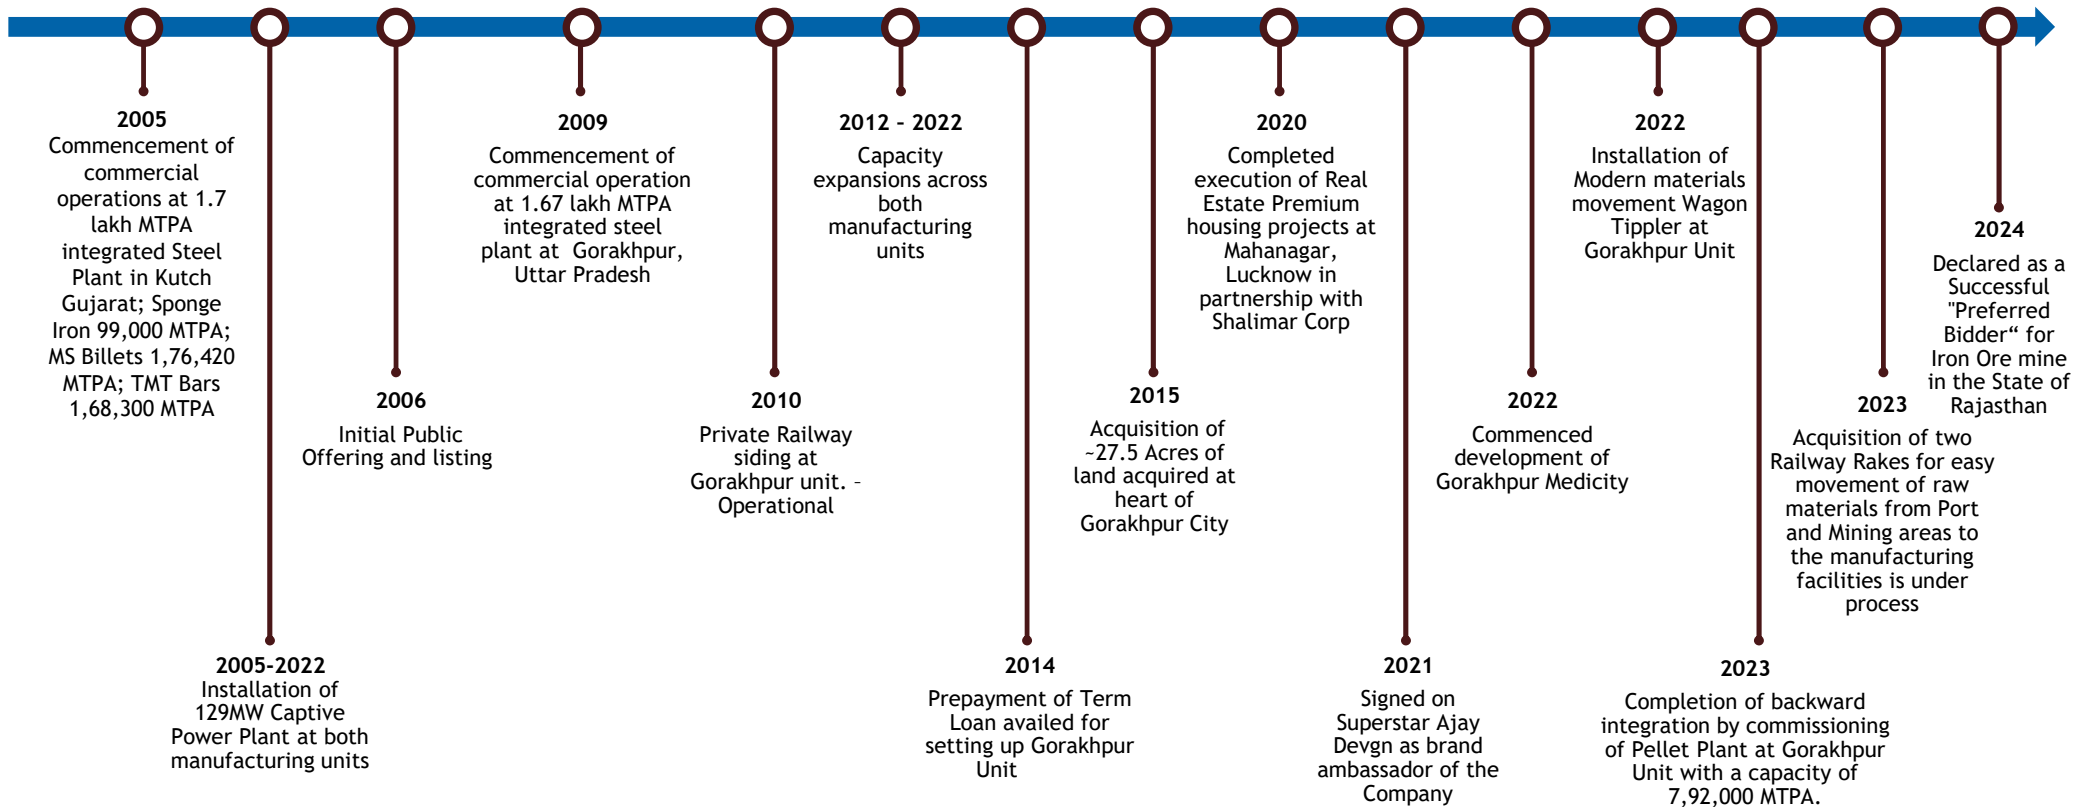 2005
Commencement of
commercial
operations at 1.7
lakh MTPA
integrated Steel
Plant in Kutch
Gujarat; Sponge
Iron 99,000 MTPA;
MS Billets 1,76,420
MTPA; TMT Bars
1,68,300 MTPA
2005-2022
Installation of
129MW Captive
Power Plant at both
manufacturing units
2006
Initial Public
Offering and listing
2009
Commencement of
commercial operation
at 1.67 lakh MTPA
integrated steel
plant at  Gorakhpur,
Uttar Pradesh
2010
Private Railway
siding at
Gorakhpur unit. –
Operational
2012 – 2022
Capacity
expansions across
both
manufacturing
units
2014
Prepayment of Term
Loan availed for
setting up Gorakhpur
Unit
2015
Acquisition of
~27.5 Acres of
land acquired at
heart of
Gorakhpur City
2020
Completed
execution of Real
Estate Premium
housing projects at
Mahanagar,
Lucknow in
partnership with
Shalimar Corp
2021
Signed on
Superstar Ajay
Devgn as brand
ambassador of the
Company
2022
Commenced
development of
Gorakhpur Medicity
2022
Installation of
Modern materials
movement Wagon
Tippler at
Gorakhpur Unit
2023
Completion of backward
integration by commissioning
of Pellet Plant at Gorakhpur
Unit with a capacity of
7,92,000 MTPA.
2023
Acquisition of two
Railway Rakes for easy
movement of raw
materials from Port
and Mining areas to
the manufacturing
facilities is under
process
2024
Declared as a
Successful
"Preferred
Bidder“ for
Iron Ore mine
in the State of
Rajasthan